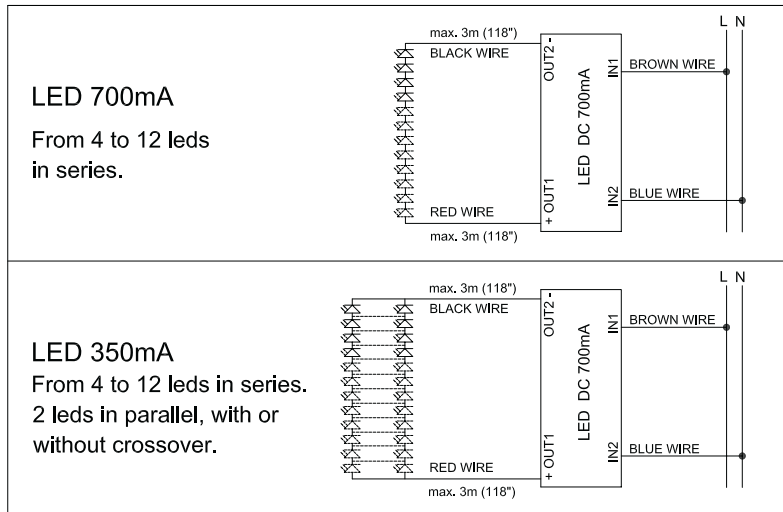 LED 700mA
From 4 to 12 leds
in series.
max. 3m (118")
BLACK WIRE
RED WIRE
max. 3m (118")
OUT2 -
+ OUT1
LED DC 700mA
IN1
IN2
BROWN WIRE
BLUE WIRE
L N
LED 350mA
From 4 to 12 leds in series.
2 leds in parallel, with or
without crossover.
max. 3m (118")
BLACK WIRE
RED WIRE
max. 3m (118")
OUT2 -
+ OUT1
LED DC 700mA
IN1
IN2
BROWN WIRE
BLUE WIRE
L N